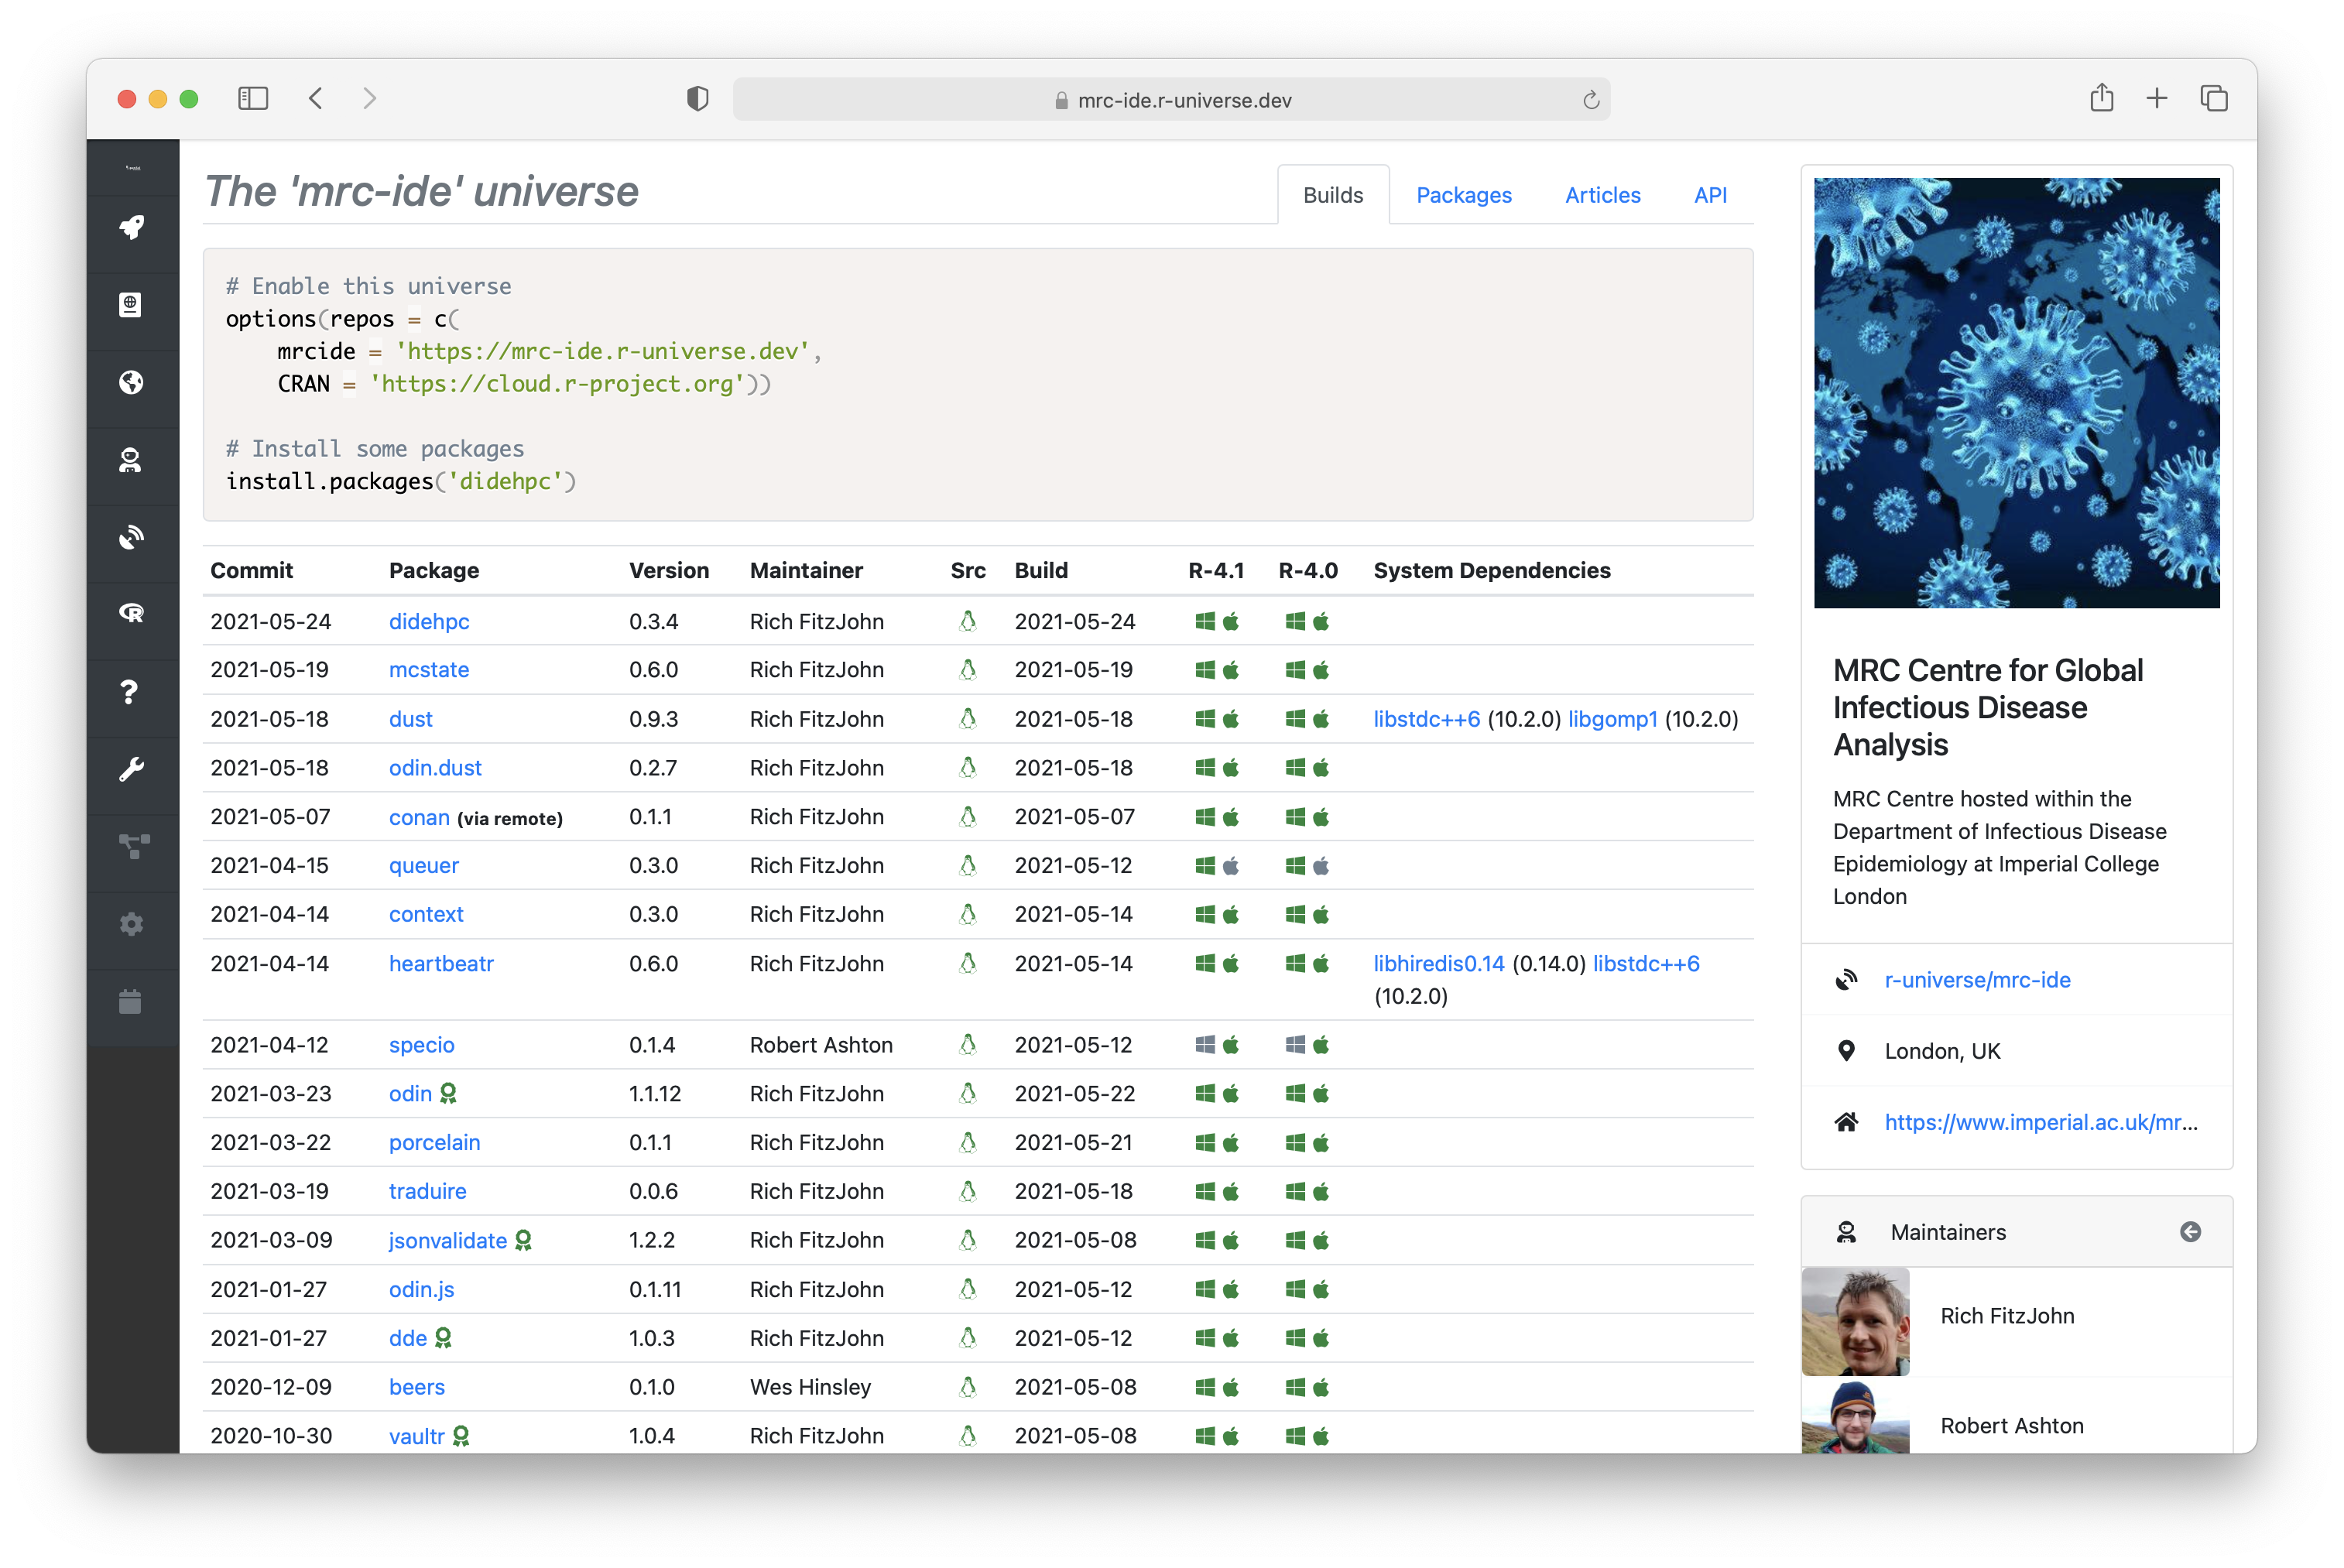 mrc-ide.r-universe.dev
The 'mrc-ide' universe
Builds Packages Articles API
# Enable this universe
options(repos = c(
mrcide = 'https://mrc-ide.r-universe.dev',
CRAN = 'https://cloud.r-project.org'))
# Install some packages
install.packages('didehpc')
Commit Package Version Maintainer Src Build R-4.1 R-4.0 System Dependencies
2021-05-24 didehpc 0.3.4 Rich FitzJohn 2021-05-24
2021-05-19 mcstate 0.6.0 Rich FitzJohn 2021-05-19
2021-05-18 dust 0.9.3 Rich FitzJohn 2021-05-18 libstdc++6 (10.2.0) libgomp1 (10.2.0)
2021-05-18 odin.dust 0.2.7 Rich FitzJohn 2021-05-18
2021-05-07 conan (via remote) 0.1.1 Rich FitzJohn 2021-05-07
2021-04-15 queuer 0.3.0 Rich FitzJohn 2021-05-12
2021-04-14 context 0.3.0 Rich FitzJohn 2021-05-14
2021-04-14 heartbeatr 0.6.0 Rich FitzJohn 2021-05-14 libhiredis0.14 (0.14.0) libstdc++6
(10.2.0)
2021-04-12 specio 0.1.4 Robert Ashton 2021-05-12
2021-03-23 odin 1.1.12 Rich FitzJohn 2021-05-22
2021-03-22 porcelain 0.1.1 Rich FitzJohn 2021-05-21
2021-03-19 traduire 0.0.6 Rich FitzJohn 2021-05-18
2021-03-09 jsonvalidate 1.2.2 Rich FitzJohn 2021-05-08
2021-01-27 odin.js 0.1.11 Rich FitzJohn 2021-05-12
2021-01-27 dde 1.0.3 Rich FitzJohn 2021-05-12
2020-12-09 beers 0.1.0 Wes Hinsley 2021-05-08
2020-10-30 vaultr 1.0.4 Rich FitzJohn 2021-05-08
MRC Centre for Global
Infectious Disease
Analysis
MRC Centre hosted within the
Department of Infectious Disease
Epidemiology at Imperial College
London
r-universe/mrc-ide
London, UK
https://www.imperial.ac.uk/mr...
Maintainers
Rich FitzJohn
Robert Ashton